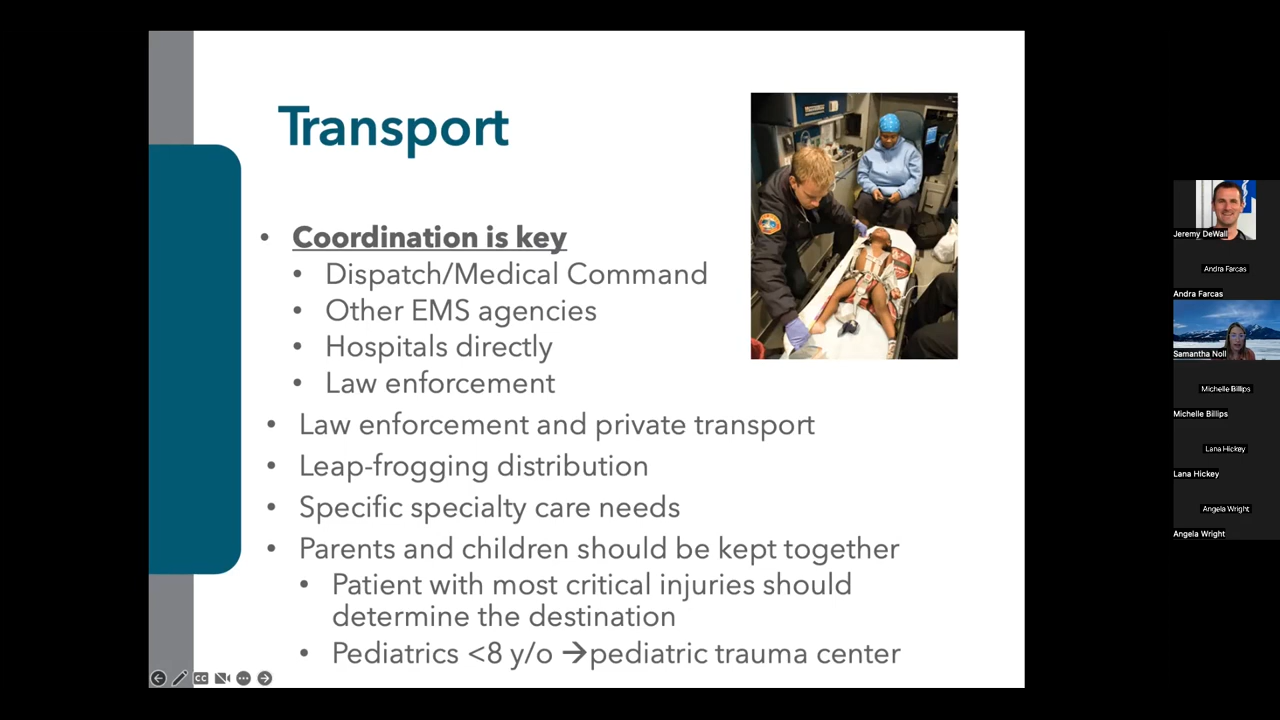 Transport
• Coordination is key
• Dispatch/Medical Command
• Other EMS agencies
• Hospitals directly
• Law enforcement
• Law enforcement and private transport
• Leap-frogging distribution
• Specific specialty care needs
• Parents and children should be kept together
• Patient with most critical injuries should
determine the destination
• Pediatrics <8 y/o →pediatric trauma center
CC
Jeremy DeWall
Andra Farcas
Andra Farcas
Samantha Noll
Michelle Billips
Michelle Billips
Lana Hickey
Lana Hickey
Angela Wright
Angela Wright